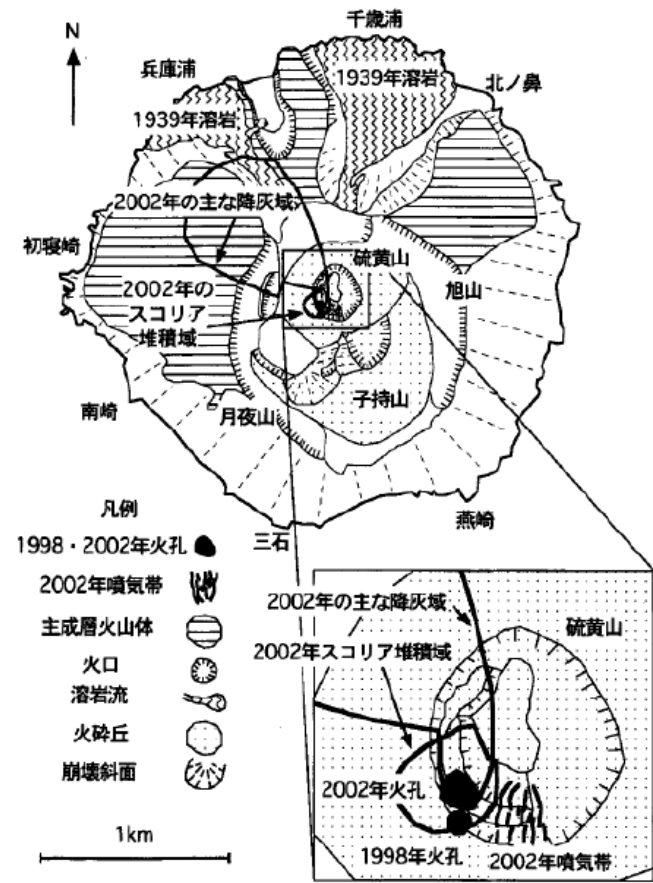 N
千歳浦
兵庫浦
1939年溶岩
北ノ鼻
1939年溶岩
2002年の主な降灰域
初寝崎
硫黄山
旭山
2002年の
スコリア
堆積域
子持山
南崎
月夜山
燕崎
三石
凡例
1998・2002年火孔
2002年噴気帯
主成層火山体
火口
溶岩流
火砕丘
崩壊斜面
1km
2002年の主な降灰域
硫黄山
2002年スコリア堆積域
2002年火孔
1998年火孔
2002年噴気帯